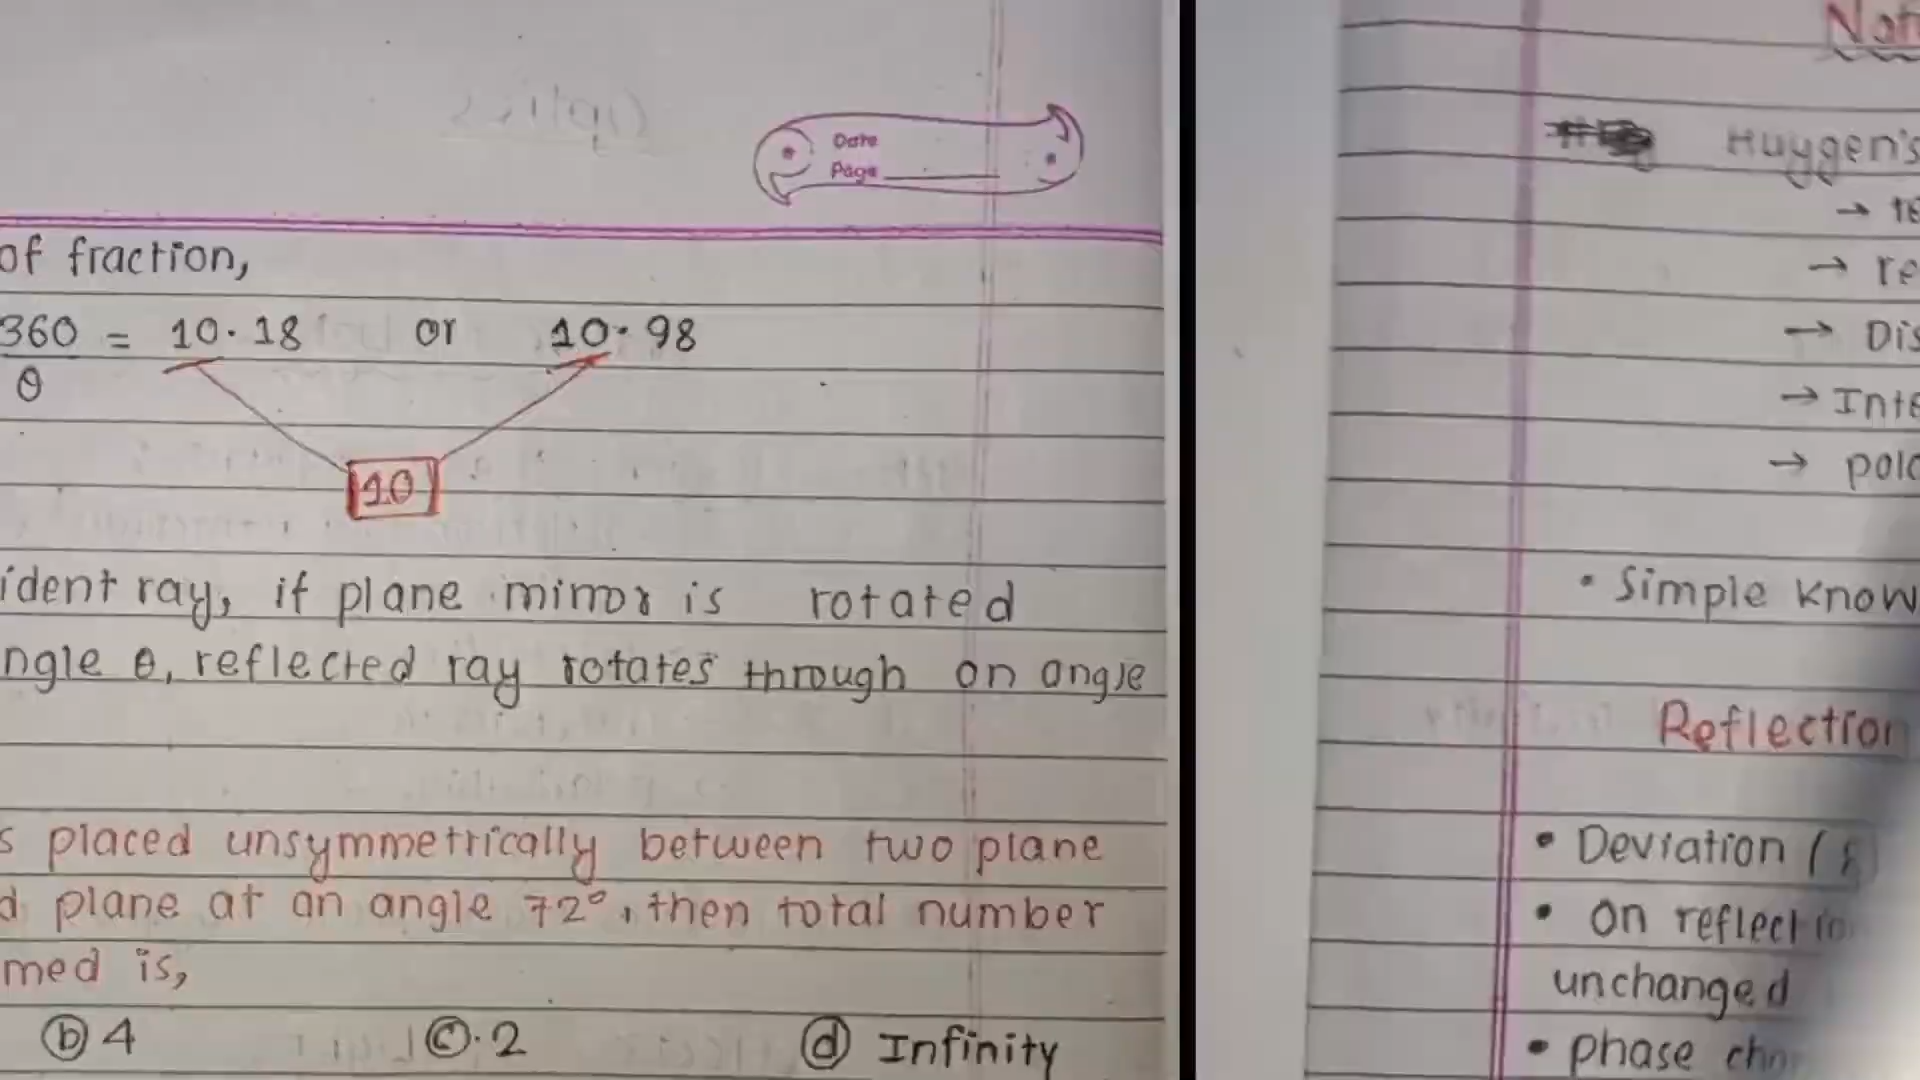 Date
Page
of fraction,
360 = 10.18 or 10.98
θ
10
ident ray, if plane mirror is rotated
ngle θ, reflected ray rotates through an angle
s placed unsymmetrically between two plane
d plane at an angle 72°, then total number
med is,
ⓑ 4 ⓒ. 2 ⓓ Infinity
Huygen's
→ re
→ Dis
→ Inte
→ pola
• Simple know
Reflection
• Deviation (δ)
• On reflectio
unchanged
• phase cha